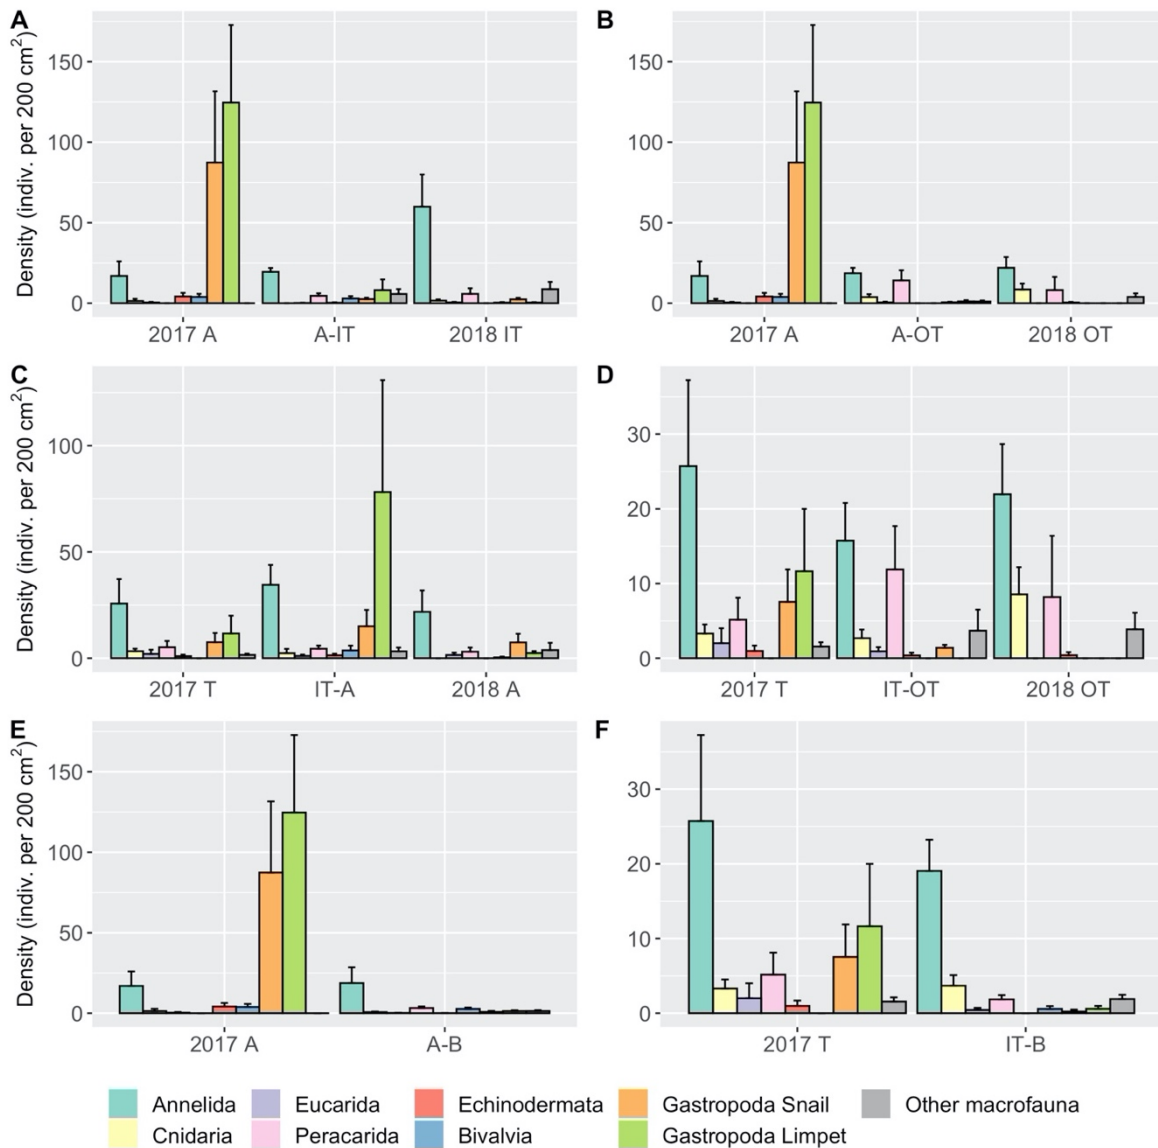 A
B
Density (indiv. per 200 cm²)
150
100
50
0
2017 A
A-IT
2018 IT
150
100
50
0
2017 A
A-OT
2018 OT
C
D
Density (indiv. per 200 cm²)
100
50
0
2017 T
IT-A
2018 A
30
20
10
0
2017 T
IT-OT
2018 OT
E
F
Density (indiv. per 200 cm²)
150
100
50
0
2017 A
A-B
30
20
10
0
2017 T
IT-B
Annelida
Eucarida
Echinodermata
Gastropoda Snail
Other macrofauna
Cnidaria
Peracarida
Bivalvia
Gastropoda Limpet